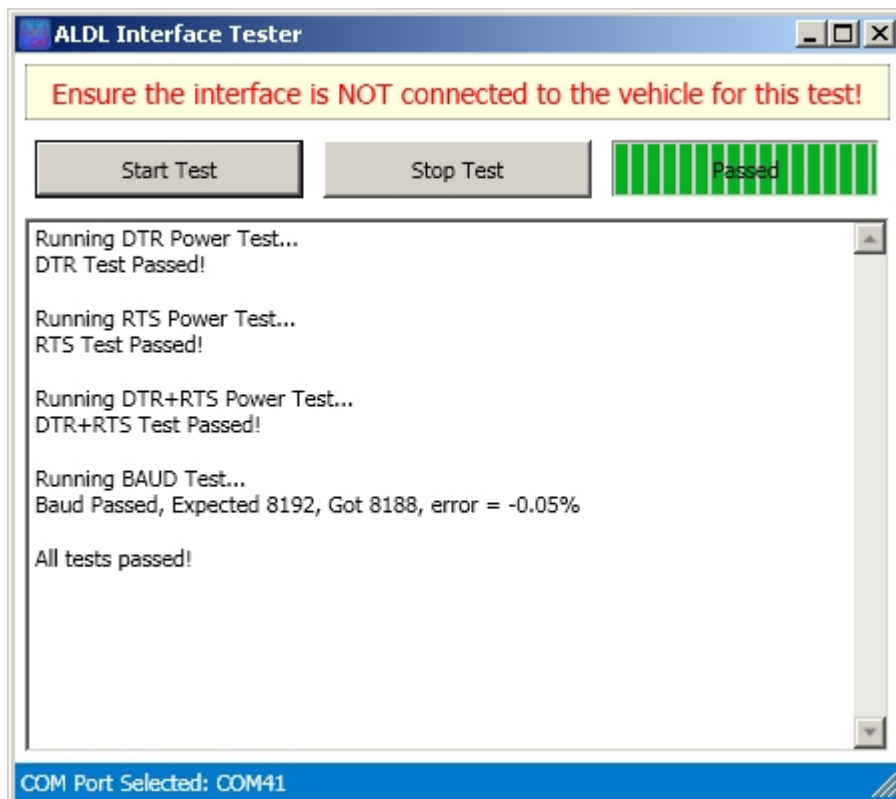 ALDL Interface Tester
Ensure the interface is NOT connected to the vehicle for this test!
Start Test
Stop Test
Passed
Running DTR Power Test...
DTR Test Passed!
Running RTS Power Test...
RTS Test Passed!
Running DTR+RTS Power Test...
DTR+RTS Test Passed!
Running BAUD Test...
Baud Passed, Expected 8192, Got 8188, error = -0.05%
All tests passed!
COM Port Selected: COM41